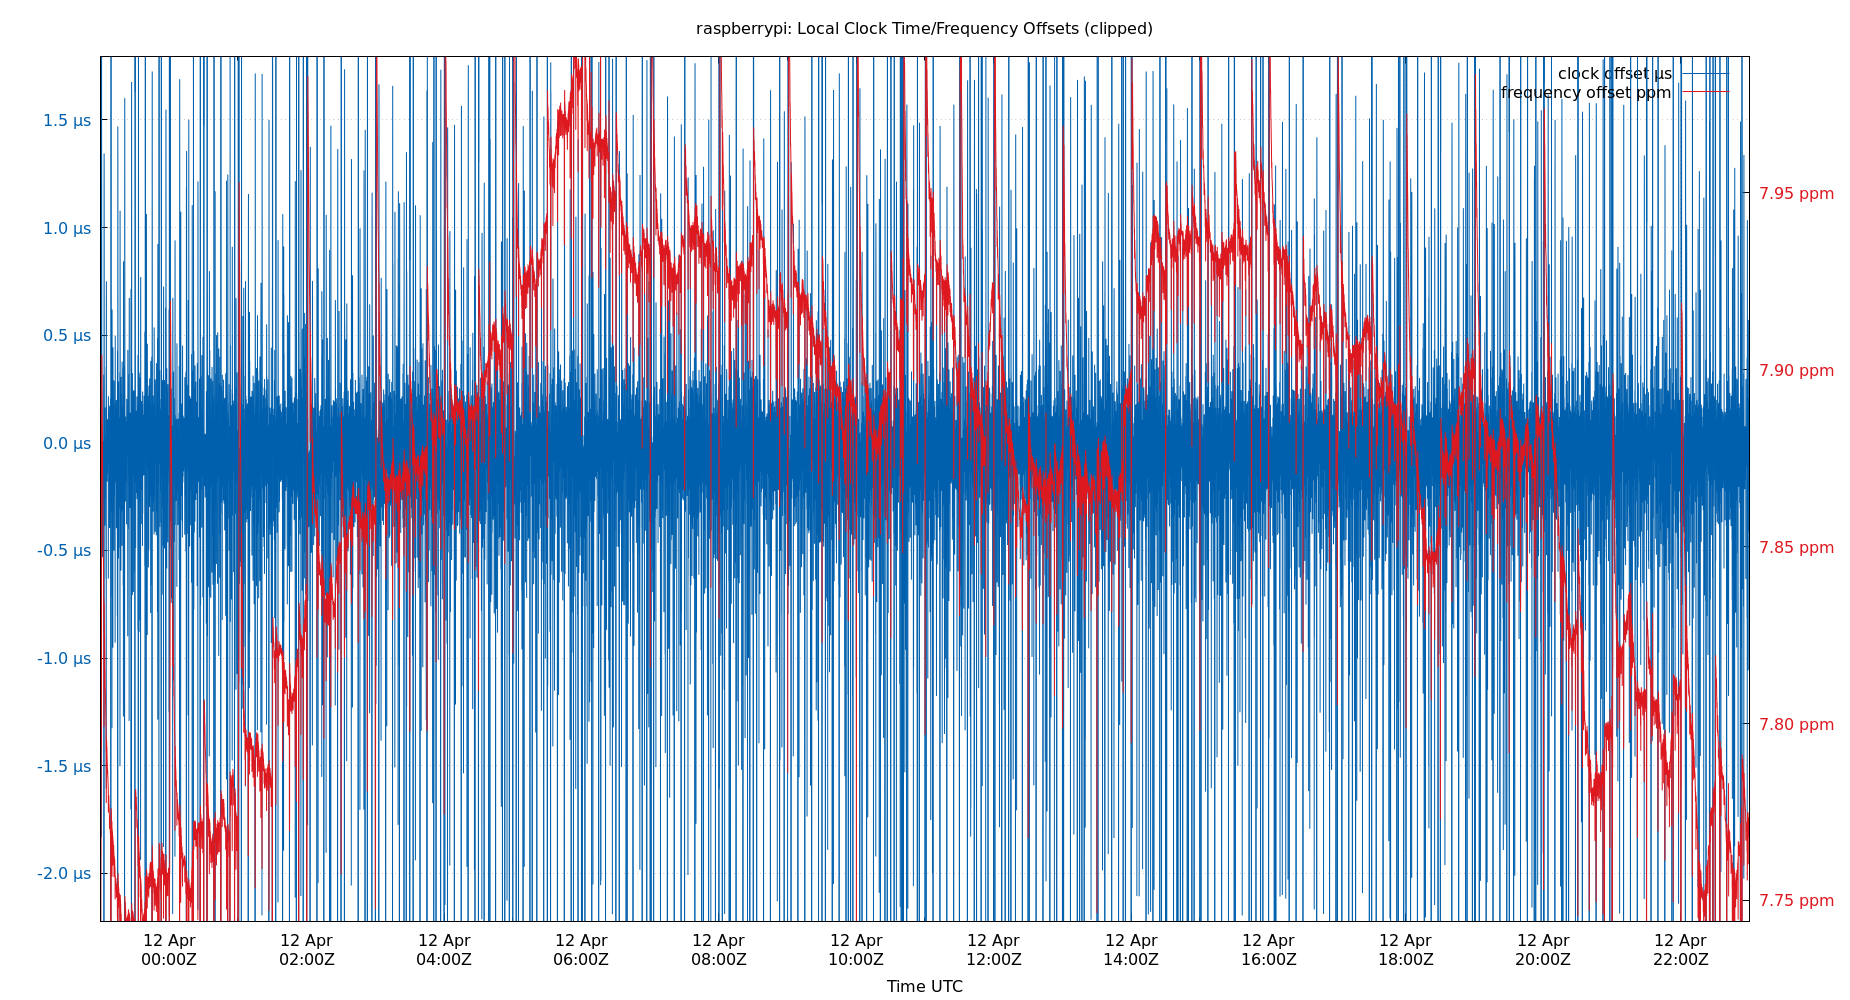 raspberrypi: Local Clock Time/Frequency Offsets (clipped)
clock offset µs
frequency offset ppm
1.5 µs
1.0 µs
0.5 µs
0.0 µs
-0.5 µs
-1.0 µs
-1.5 µs
-2.0 µs
7.95 ppm
7.90 ppm
7.85 ppm
7.80 ppm
7.75 ppm
12 Apr 12 Apr 12 Apr 12 Apr 12 Apr 12 Apr 12 Apr 12 Apr 12 Apr 12 Apr 12 Apr 12 Apr
00:00Z 02:00Z 04:00Z 06:00Z 08:00Z 10:00Z 12:00Z 14:00Z 16:00Z 18:00Z 20:00Z 22:00Z
Time UTC